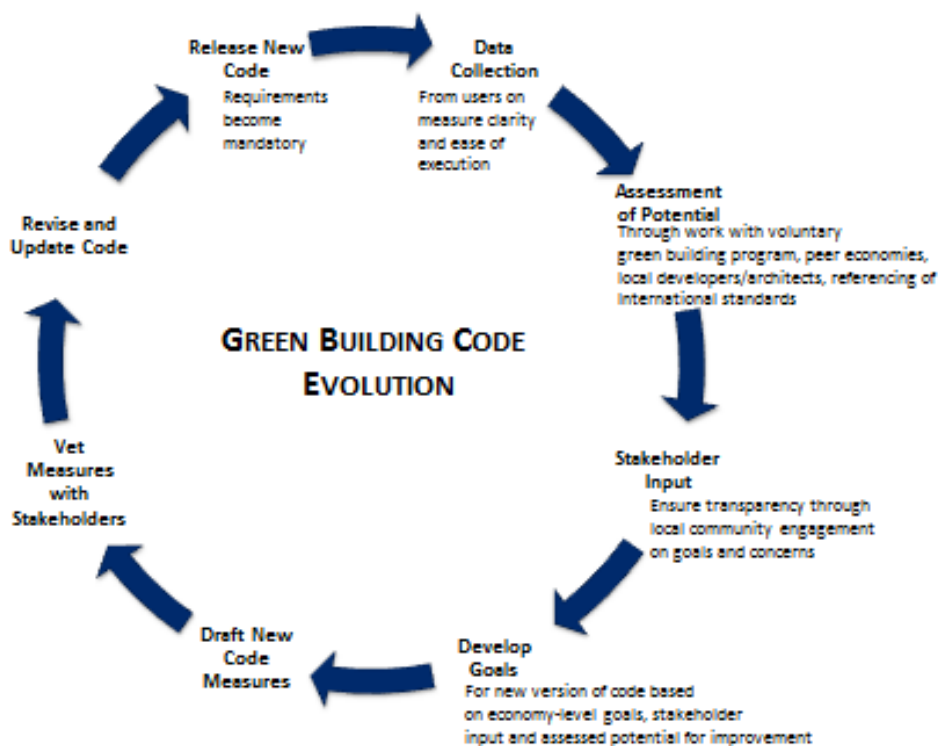 Release New
Code
Requirements
become
mandatory
Data
Collection
From users on
measure clarity
and ease of
execution
Assessment
of Potential
Through work with voluntary
green building program, peer economies,
local developers/architects, referencing of
international standards
Stakeholder
Input
Ensure transparency through
local community engagement
on goals and concerns
Develop
Goals
For new version of code based
on economy-level goals, stakeholder
input and assessed potential for improvement
Draft New
Code
Measures
Vet
Measures
with
Stakeholders
Revise and
Update Code
GREEN BUILDING CODE
EVOLUTION